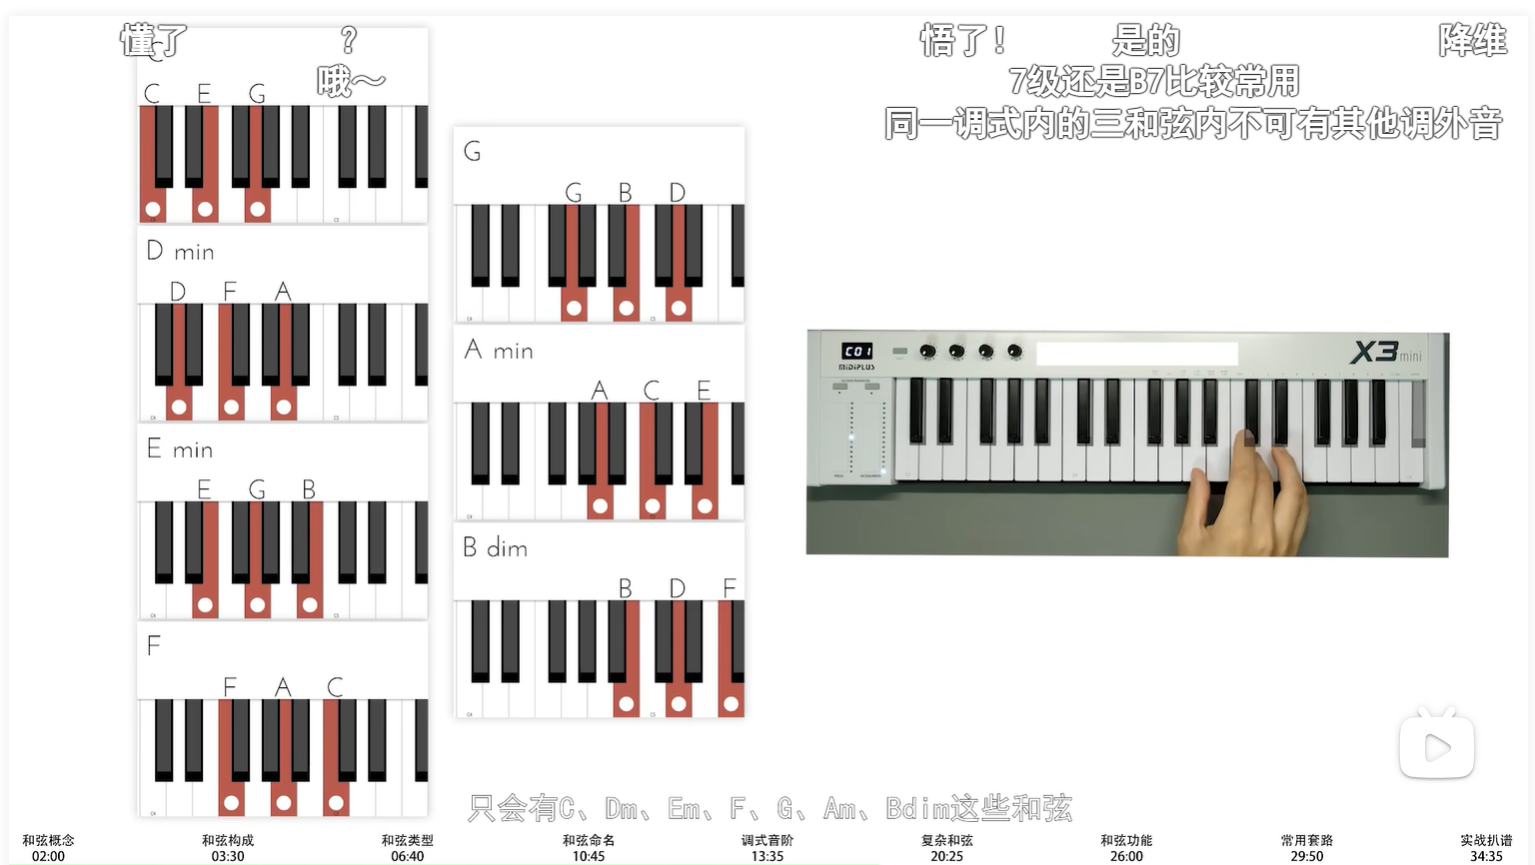 懂了
?
悟了!
是的
降维
哦~
7级还是B7比较常用
同一调式内的三和弦内不可有其他调外音
C
C E G
D min
D F A
E min
E G B
F
F A C
G
G B D
A min
A C E
B dim
B D F
C01
MIDIPLUS
X3 mini
只会有C、Dm、Em、F、G、Am、Bdim这些和弦
和弦概念
02:00
和弦构成
03:30
和弦类型
06:40
和弦命名
10:45
调式音阶
13:35
复杂和弦
20:25
和弦功能
26:00
常用套路
29:50
实战扒谱
34:35